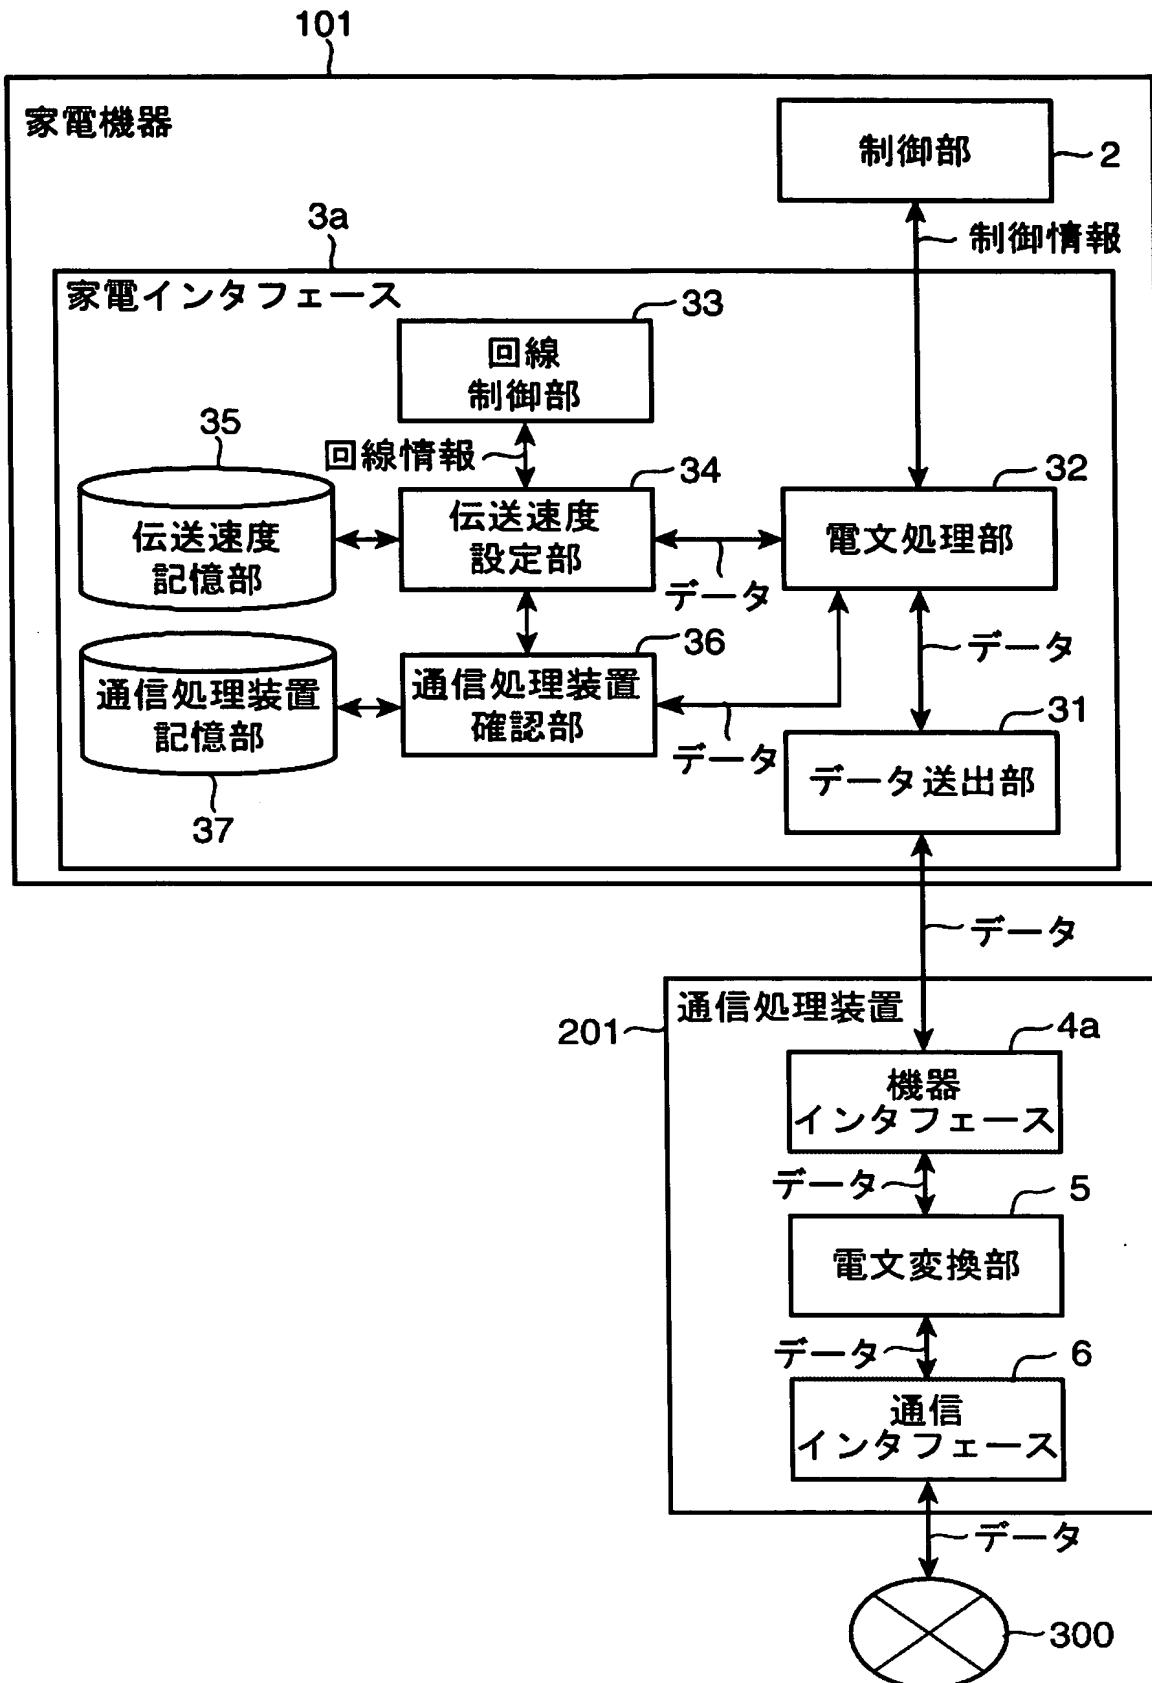 101
家電機器
制御部
2
制御情報
3a
家電インタフェース
33
回線
制御部
35
回線情報
34
32
伝送速度
記憶部
伝送速度
設定部
電文処理部
データ
36
データ
通信処理装置
記憶部
通信処理装置
確認部
データ
31
データ送出部
37
データ
通信処理装置
201
4a
機器
インタフェース
データ
5
電文変換部
データ
6
通信
インタフェース
データ
300